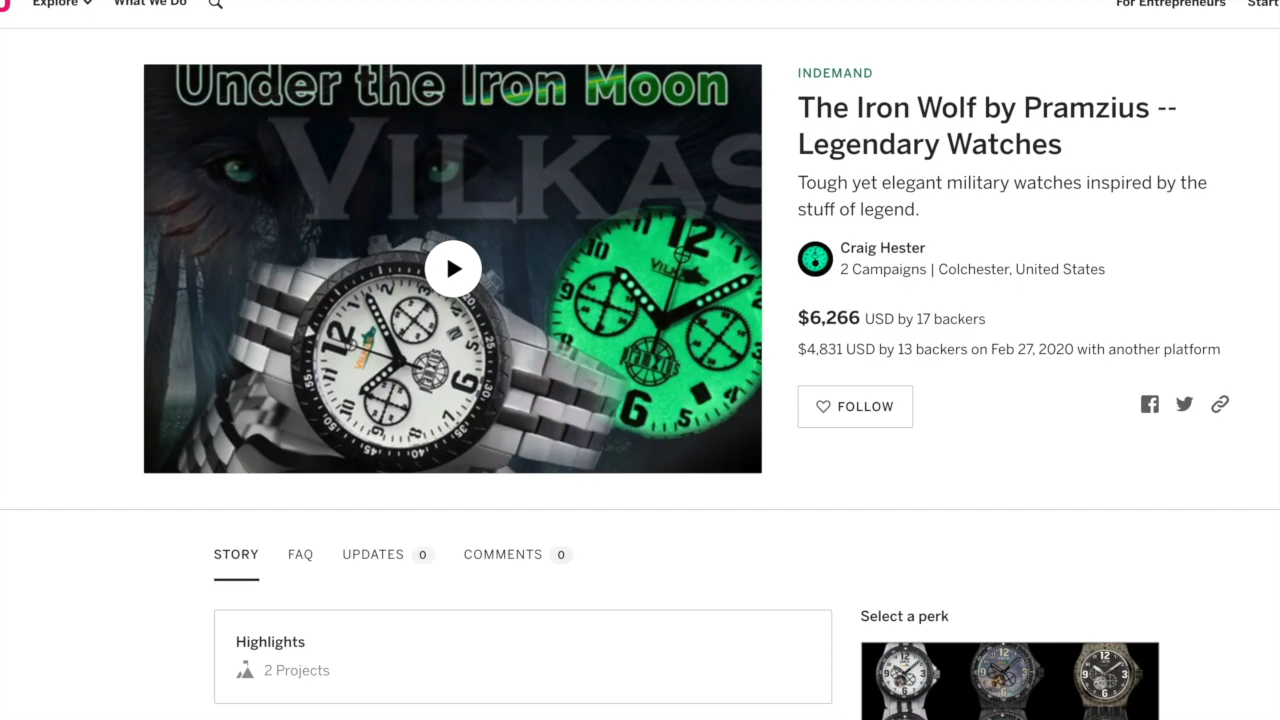 Explore
What We Do
For Entrepreneurs
Start
Under the Iron Moon
VILKAS
INDEMAND
The Iron Wolf by Pramzius --
Legendary Watches
Tough yet elegant military watches inspired by the
stuff of legend.
Craig Hester
2 Campaigns | Colchester, United States
$6,266 USD by 17 backers
$4,831 USD by 13 backers on Feb 27, 2020 with another platform
FOLLOW
STORY
FAQ
UPDATES 0
COMMENTS 0
Highlights
2 Projects
Select a perk